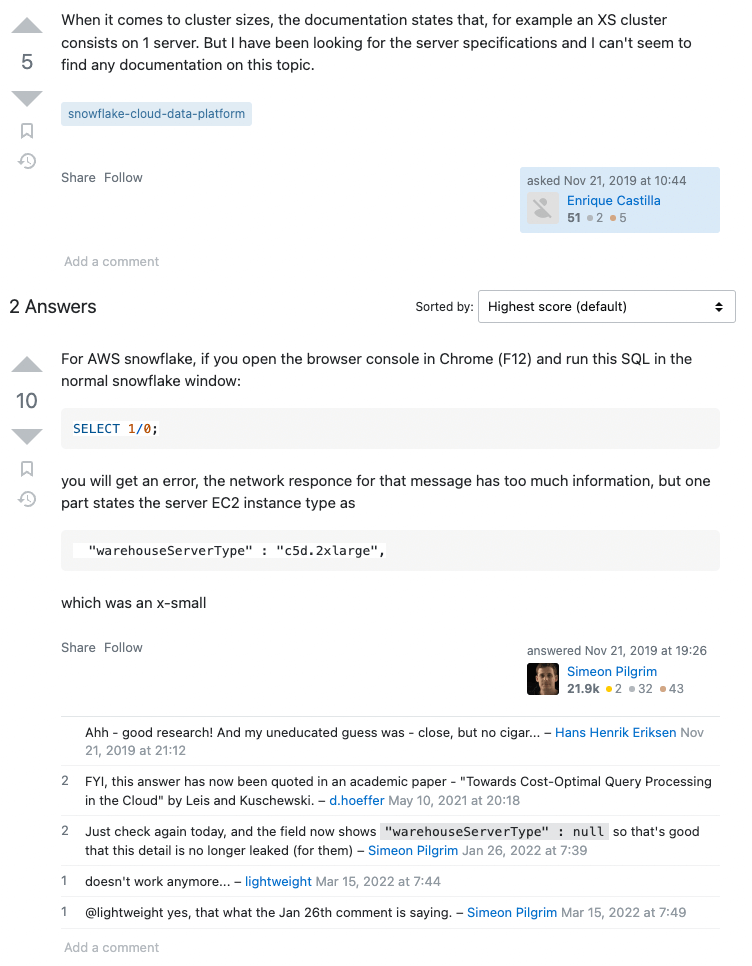 When it comes to cluster sizes, the documentation states that, for example an XS cluster
consists on 1 server. But I have been looking for the server specifications and I can't seem to
find any documentation on this topic.
5
snowflake-cloud-data-platform
Share Follow
asked Nov 21, 2019 at 10:44
Enrique Castilla
51 2 5
Add a comment
2 Answers
Sorted by: Highest score (default)
For AWS snowflake, if you open the browser console in Chrome (F12) and run this SQL in the
normal snowflake window:
10
SELECT 1/0;
you will get an error, the network responce for that message has too much information, but one
part states the server EC2 instance type as
"warehouseServerType" : "c5d.2xlarge",
which was an x-small
Share Follow
answered Nov 21, 2019 at 19:26
Simeon Pilgrim
21.9k 2 32 43
Ahh - good research! And my uneducated guess was - close, but no cigar... – Hans Henrik Eriksen Nov
21, 2019 at 21:12
2 FYI, this answer has now been quoted in an academic paper - "Towards Cost-Optimal Query Processing
in the Cloud" by Leis and Kuschewski. – d.hoeffer May 10, 2021 at 20:18
2 Just check again today, and the field now shows "warehouseServerType" : null so that's good
that this detail is no longer leaked (for them) – Simeon Pilgrim Jan 26, 2022 at 7:39
1 doesn't work anymore... – lightweight Mar 15, 2022 at 7:44
1 @lightweight yes, that what the Jan 26th comment is saying. – Simeon Pilgrim Mar 15, 2022 at 7:49
Add a comment